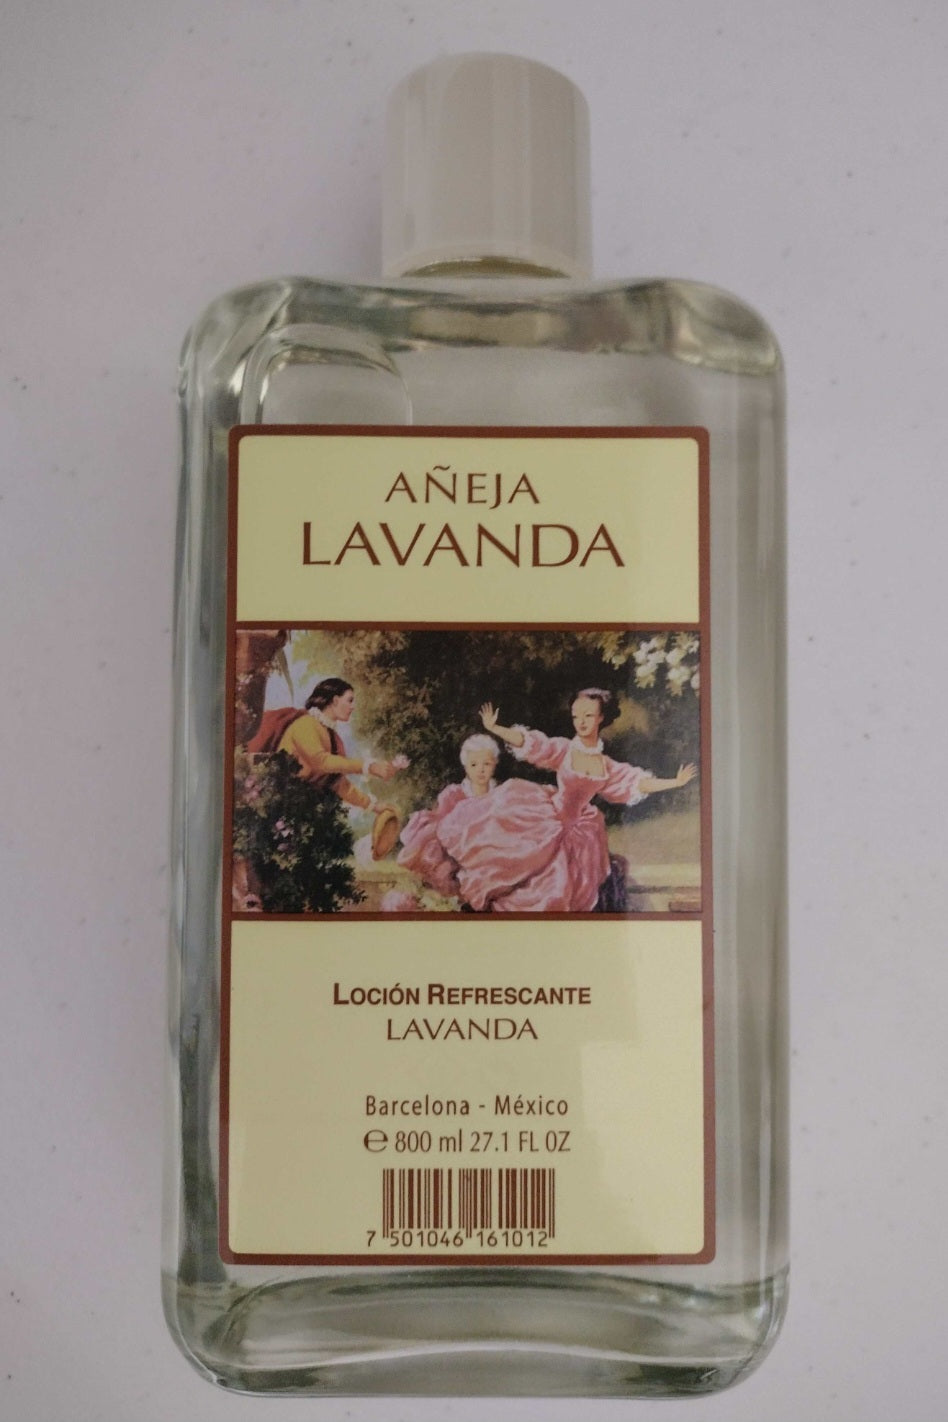 AÑEJA
LAVANDA
LOCIÓN REFRESCANTE
LAVANDA
Barcelona - México
℮ 800 ml 27.1 FL OZ
7 501046 161012